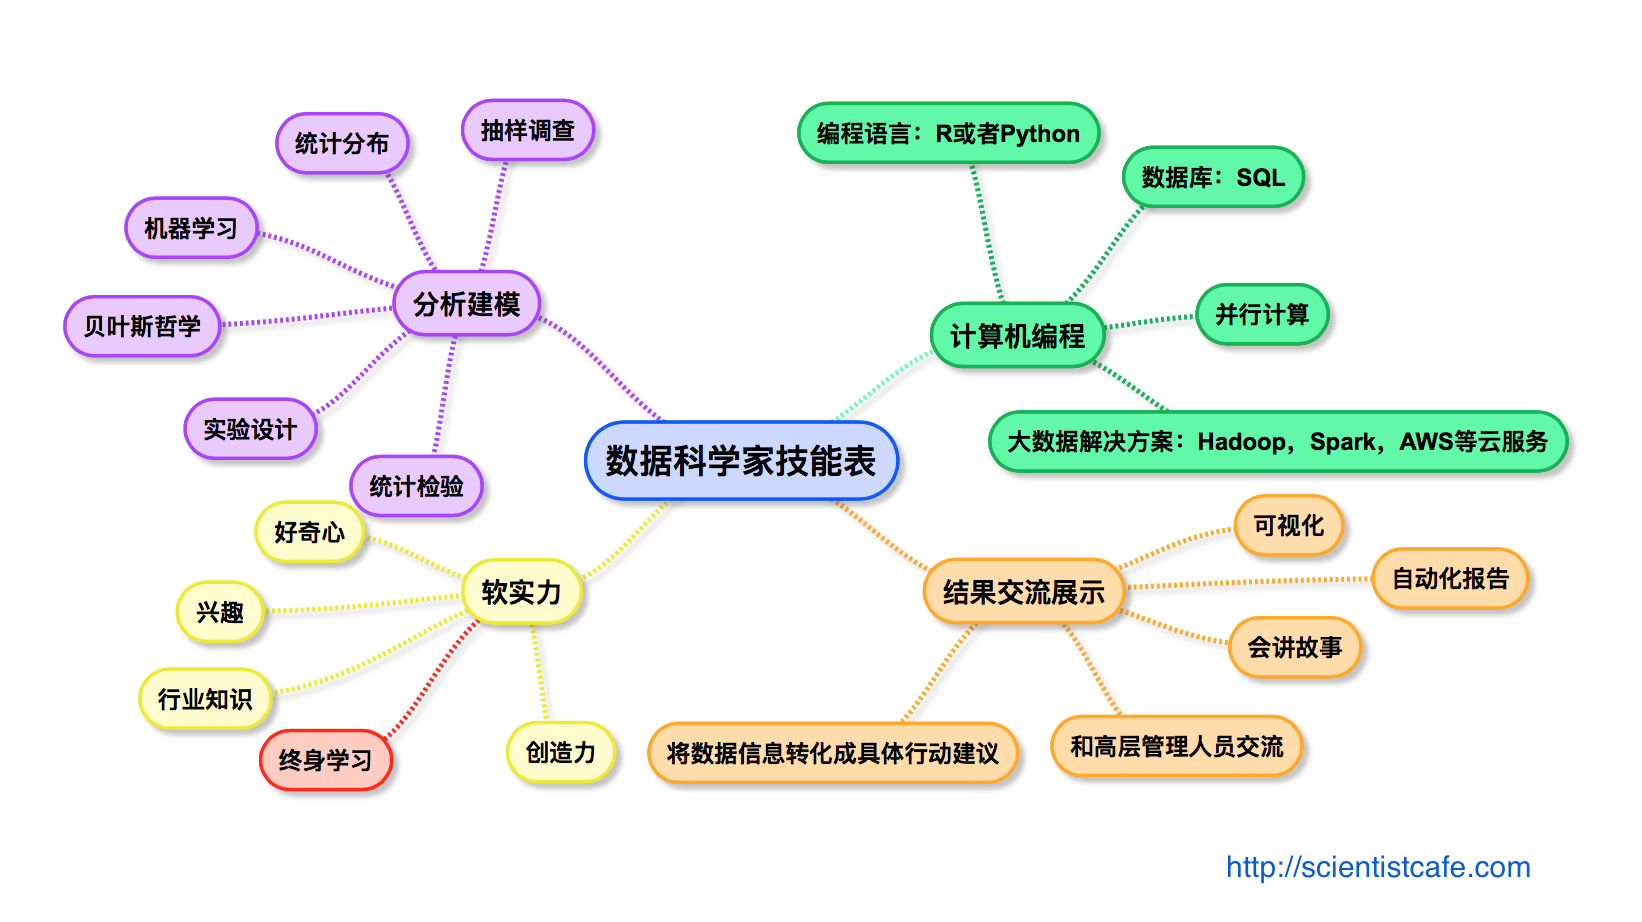 数据科学家技能表
分析建模
抽样调查
统计分布
机器学习
贝叶斯哲学
实验设计
统计检验
计算机编程
编程语言：R或者Python
数据库：SQL
并行计算
大数据解决方案：Hadoop，Spark，AWS等云服务
软实力
好奇心
兴趣
行业知识
终身学习
创造力
结果交流展示
可视化
自动化报告
会讲故事
和高层管理人员交流
将数据信息转化成具体行动建议
http://scientistcafe.com